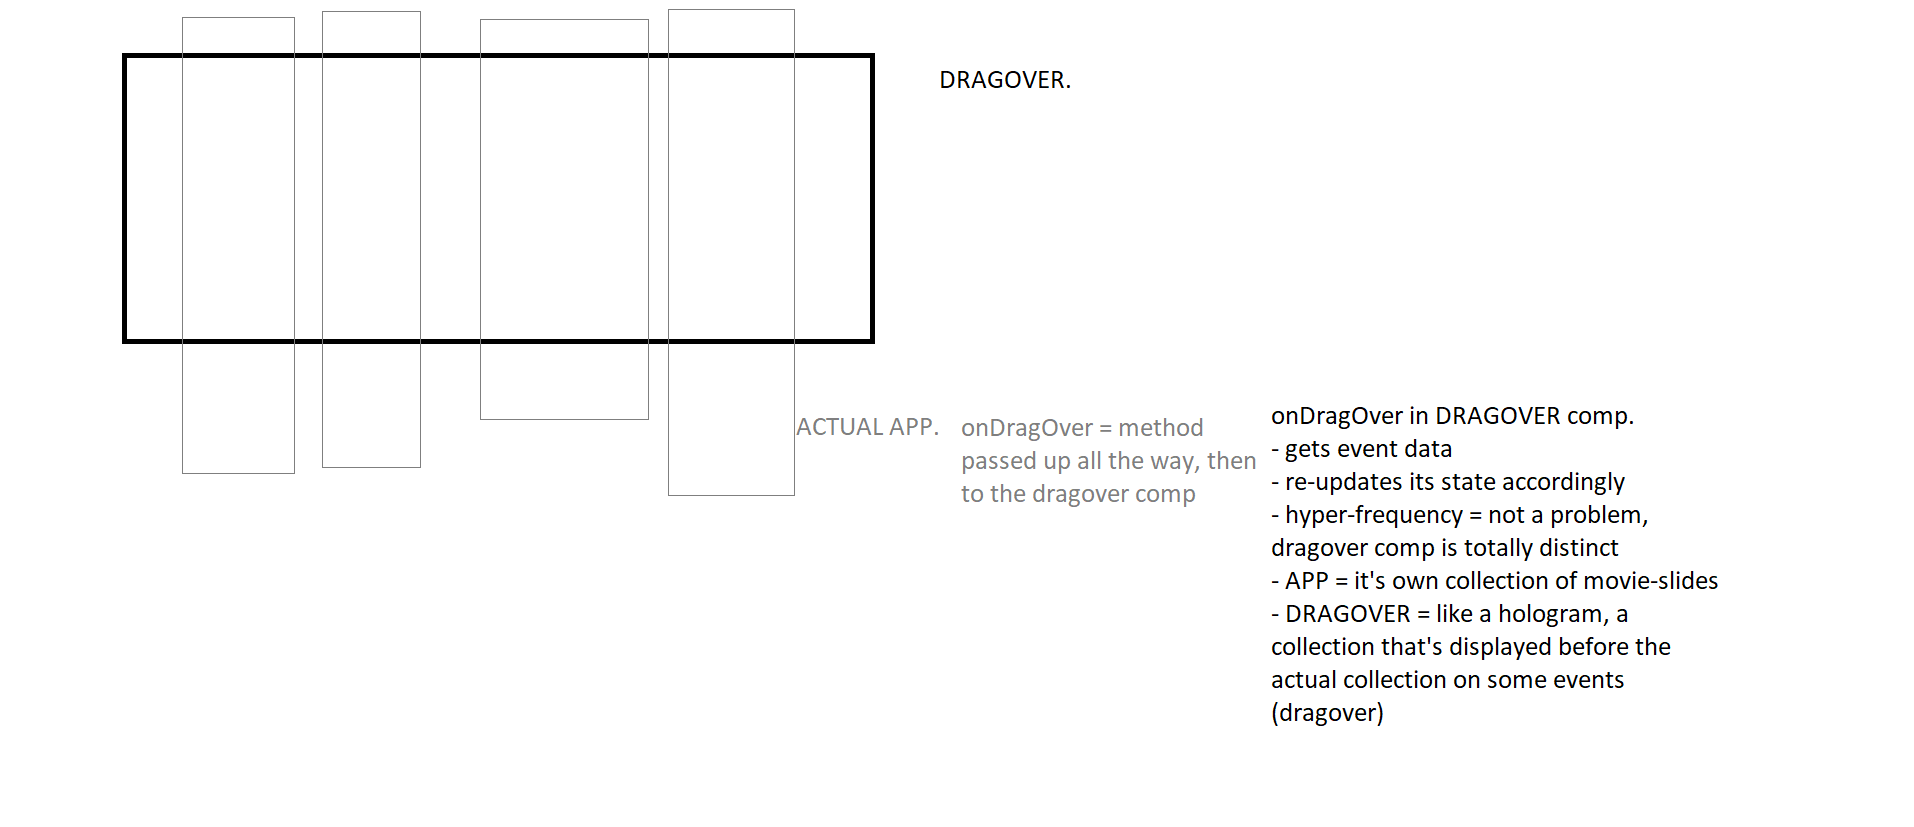 DRAGOVER.
ACTUAL APP.
onDragOver = method
passed up all the way, then
to the dragover comp
onDragOver in DRAGOVER comp.
- gets event data
- re-updates its state accordingly
- hyper-frequency = not a problem,
dragover comp is totally distinct
- APP = it's own collection of movie-slides
- DRAGOVER = like a hologram, a
collection that's displayed before the
actual collection on some events
(dragover)